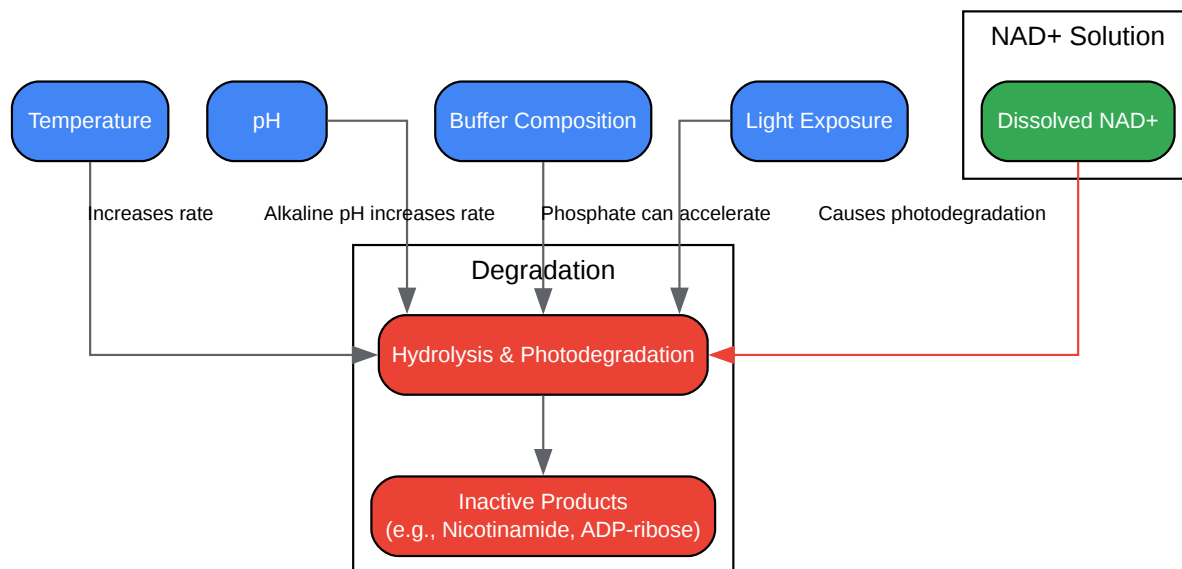 NAD+ Solution
Temperature
pH
Buffer Composition
Light Exposure
Dissolved NAD+
Increases rate
Alkaline pH increases rate
Phosphate can accelerate
Causes photodegradation
Degradation
Hydrolysis & Photodegradation
Inactive Products
(e.g., Nicotinamide, ADP-ribose)